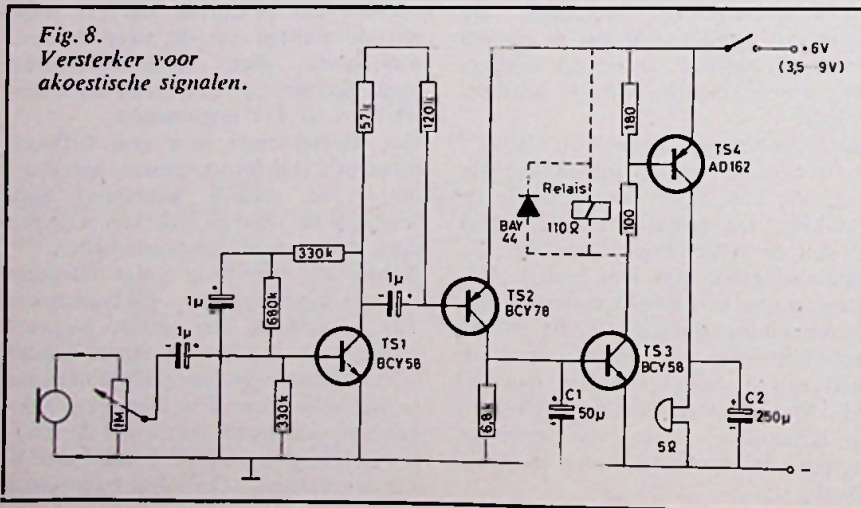 Fig. 8.
Versterker voor
akoestische signalen.
+6V
(3,5–9V)
5,7k
120k
180
TS4
AD162
Relais
BAY
44
110Ω
100
330k
1µ
680k
1µ
TS2
BCY78
1µ
TS1
BCY58
TS3
BCY58
1M
330k
6,8k
C1
50µ
5Ω
C2
250µ